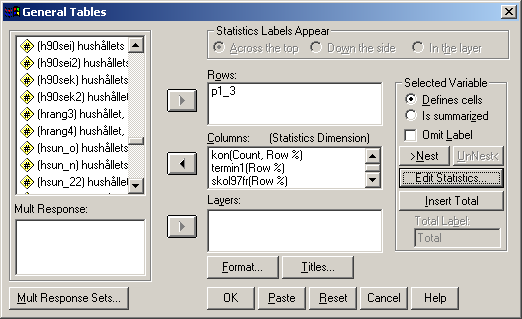 General Tables
(h90sei) hushållets
(h90sei2) hushållets
(h90sek) hushållets
(h90sek2) hushållets
(hrang3) hushållet,
(hrang4) hushållet,
(hsun_o) hushållets
(hsun_n) hushållets
(hsun_22) hushållets
Mult Response:
Mult Response Sets...
Statistics Labels Appear
Across the top
Down the side
In the layer
Rows:
p1_3
Columns: (Statistics Dimension)
kon(Count, Row %)
termin1(Row %)
skol97fr(Row %)
Layers:
Format...
Titles...
Selected Variable
Defines cells
Is summarized
Omit Label
>Nest
UnNest<
Edit Statistics...
Insert Total
Total Label:
Total
OK
Paste
Reset
Cancel
Help